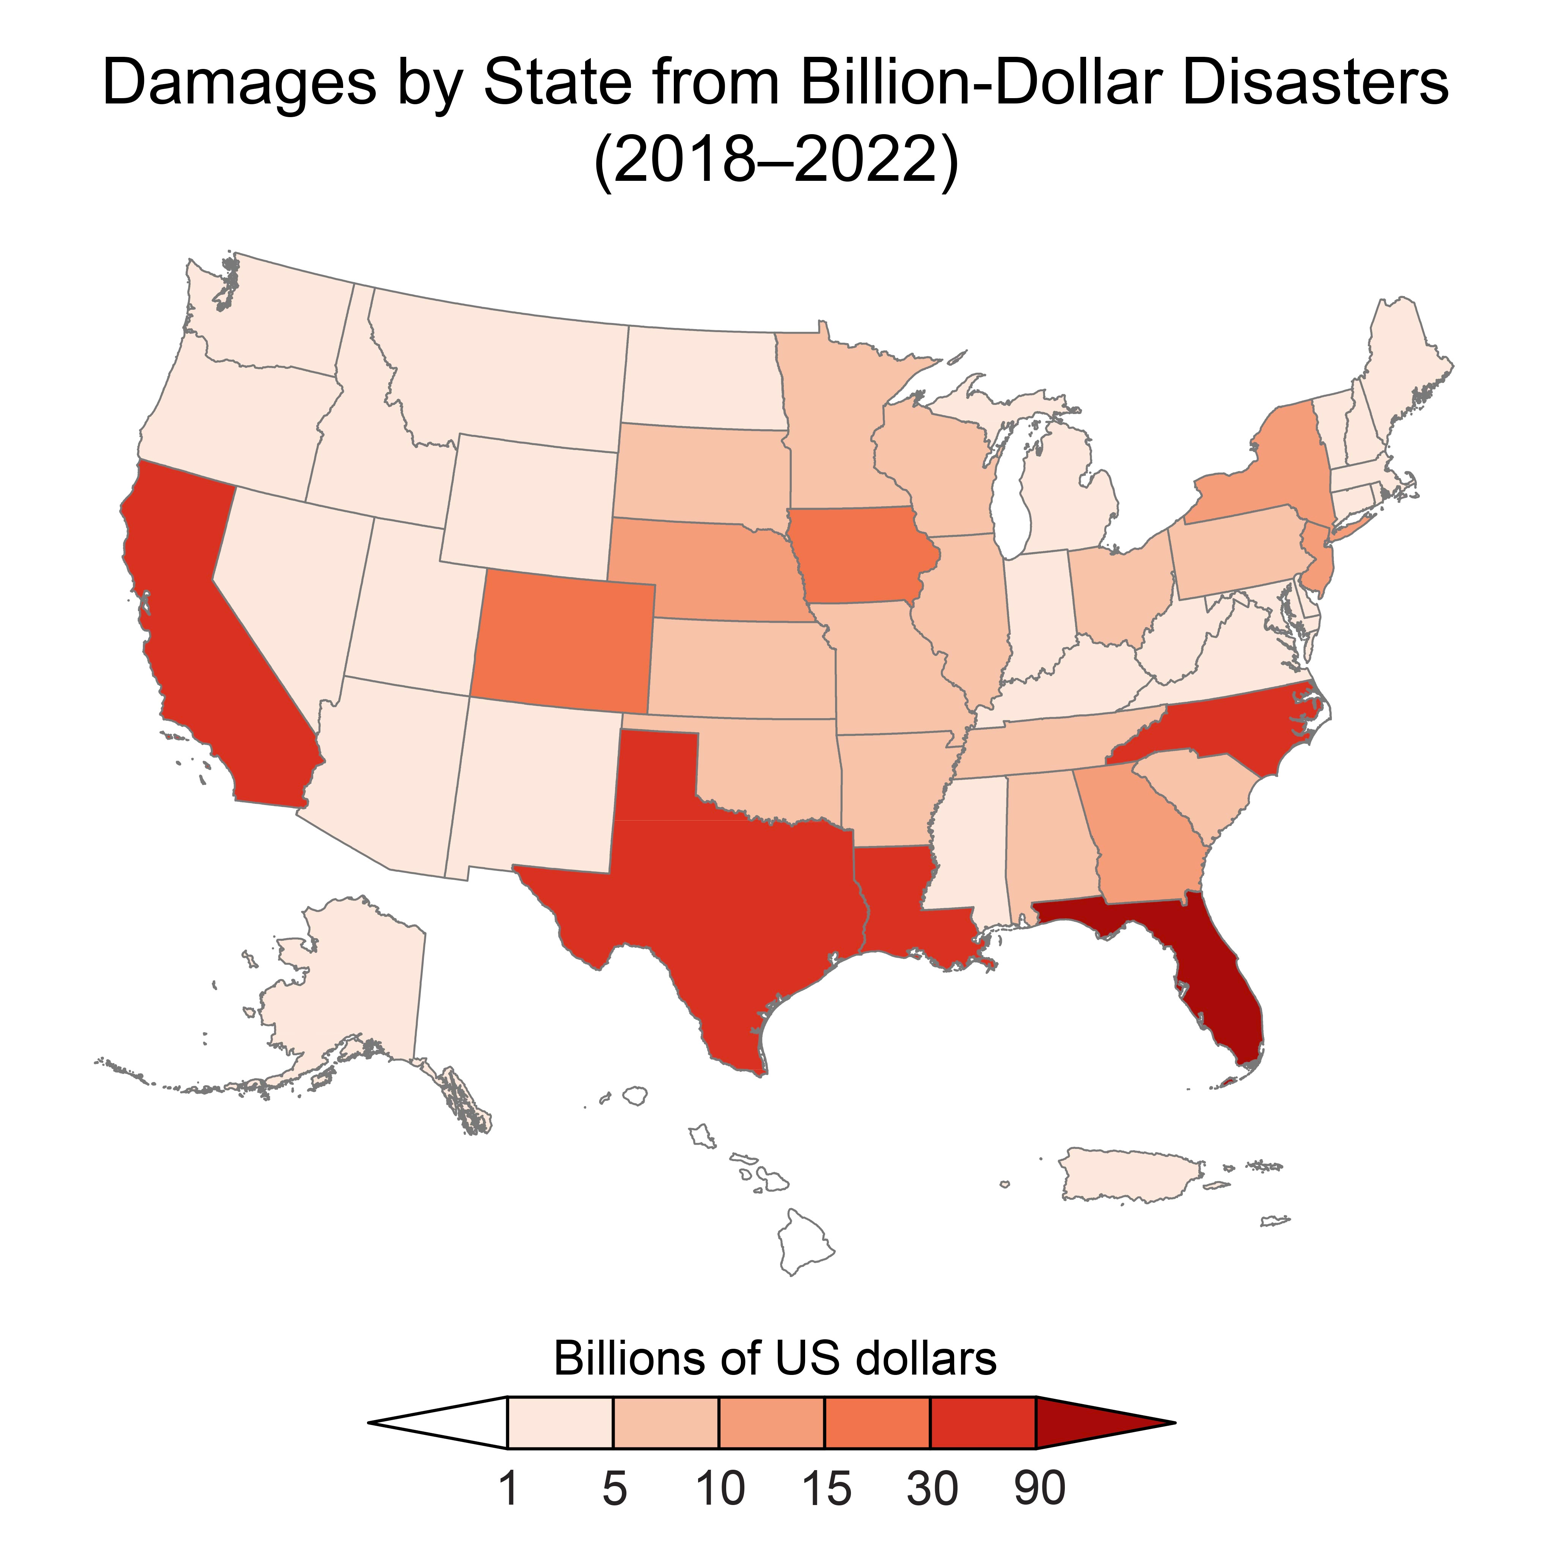 Damages by State from Billion-Dollar Disasters
(2018–2022)
Billions of US dollars
1 5 10 15 30 90